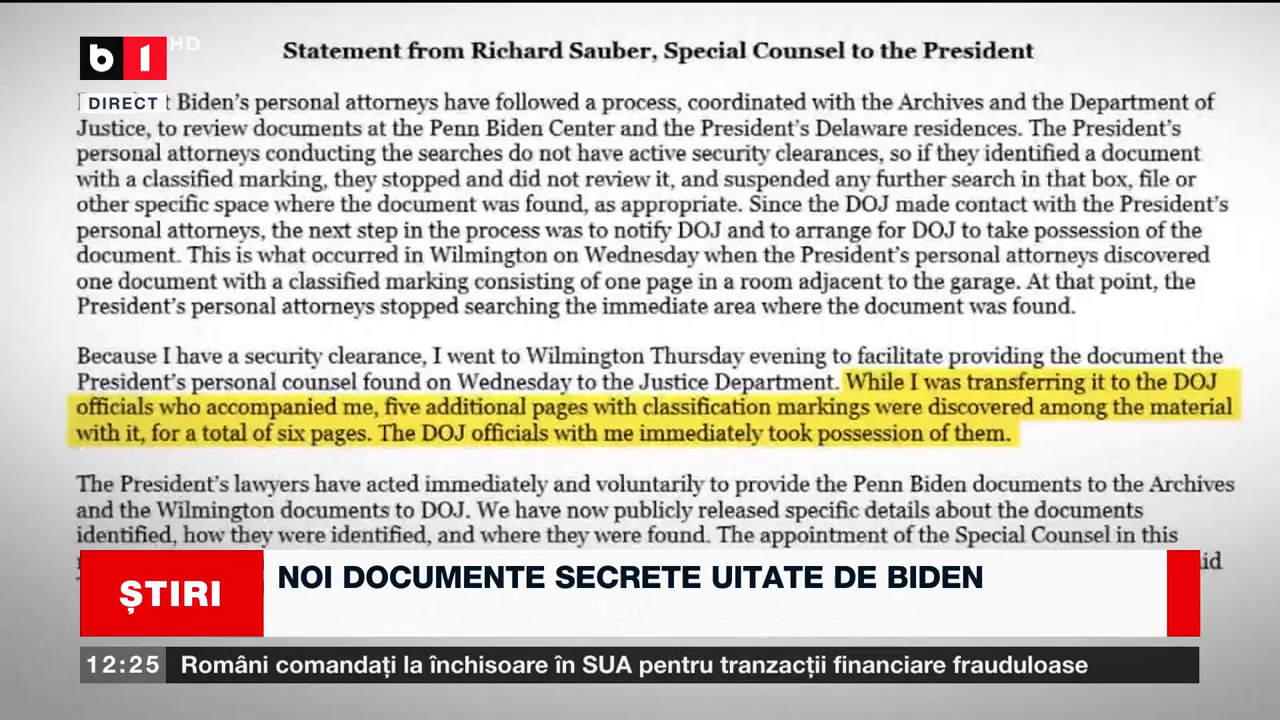 b1 HD
DIRECT
Statement from Richard Sauber, Special Counsel to the President
t Biden's personal attorneys have followed a process, coordinated with the Archives and the Department of
Justice, to review documents at the Penn Biden Center and the President's Delaware residences. The President's
personal attorneys conducting the searches do not have active security clearances, so if they identified a document
with a classified marking, they stopped and did not review it, and suspended any further search in that box, file or
other specific space where the document was found, as appropriate. Since the DOJ made contact with the President's
personal attorneys, the next step in the process was to notify DOJ and to arrange for DOJ to take possession of the
document. This is what occurred in Wilmington on Wednesday when the President's personal attorneys discovered
one document with a classified marking consisting of one page in a room adjacent to the garage. At that point, the
President's personal attorneys stopped searching the immediate area where the document was found.
Because I have a security clearance, I went to Wilmington Thursday evening to facilitate providing the document the
President's personal counsel found on Wednesday to the Justice Department. While I was transferring it to the DOJ
officials who accompanied me, five additional pages with classification markings were discovered among the material
with it, for a total of six pages. The DOJ officials with me immediately took possession of them.
The President's lawyers have acted immediately and voluntarily to provide the Penn Biden documents to the Archives
and the Wilmington documents to DOJ. We have now publicly released specific details about the documents
identified, how they were identified, and where they were found. The appointment of the Special Counsel in this
ȘTIRI
NOI DOCUMENTE SECRETE UITATE DE BIDEN
12:25 Români comandați la închisoare în SUA pentru tranzacții financiare frauduloase